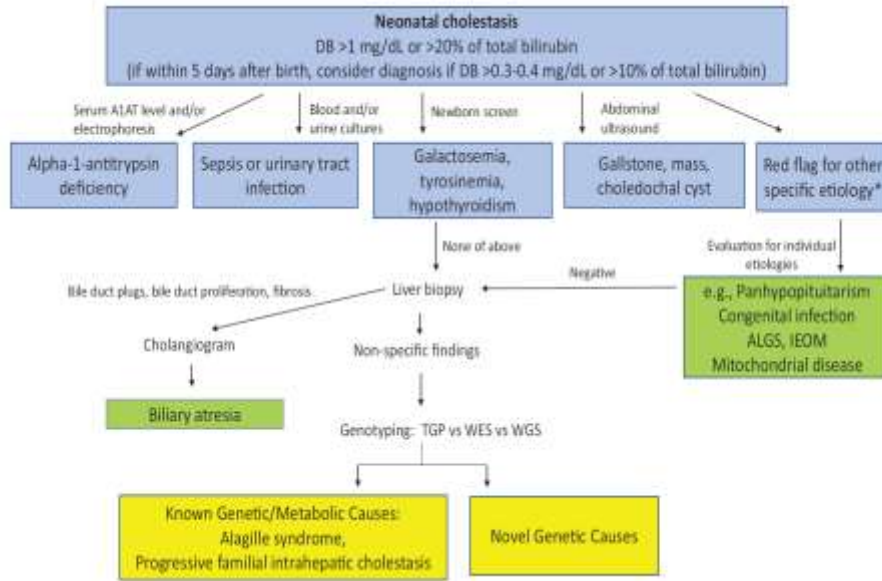 Neonatal cholestasis
DB >1 mg/dL or >20% of total bilirubin
(if within 5 days after birth, consider diagnosis if DB >0.3-0.4 mg/dL or >10% of total bilirubin)
Serum A1AT level and/or
electrophoresis
Blood and/or
urine cultures
Newborn screen
Abdominal
ultrasound
Alpha-1-antitrypsin
deficiency
Sepsis or urinary tract
infection
Galactosemia,
tyrosinemia,
hypothyroidism
Gallstone, mass,
choledochal cyst
Red flag for other
specific etiology*
None of above
Evaluation for individual
etiologies
Negative
Bile duct plugs, bile duct proliferation, fibrosis
Liver biopsy
e.g., Panhypopituitarism
Congenital infection
ALGS, IEOM
Mitochondrial disease
Cholangiogram
Non-specific findings
Biliary atresia
Genotyping: TGP vs WES vs WGS
Known Genetic/Metabolic Causes:
Alagille syndrome,
Progressive familial intrahepatic cholestasis
Novel Genetic Causes